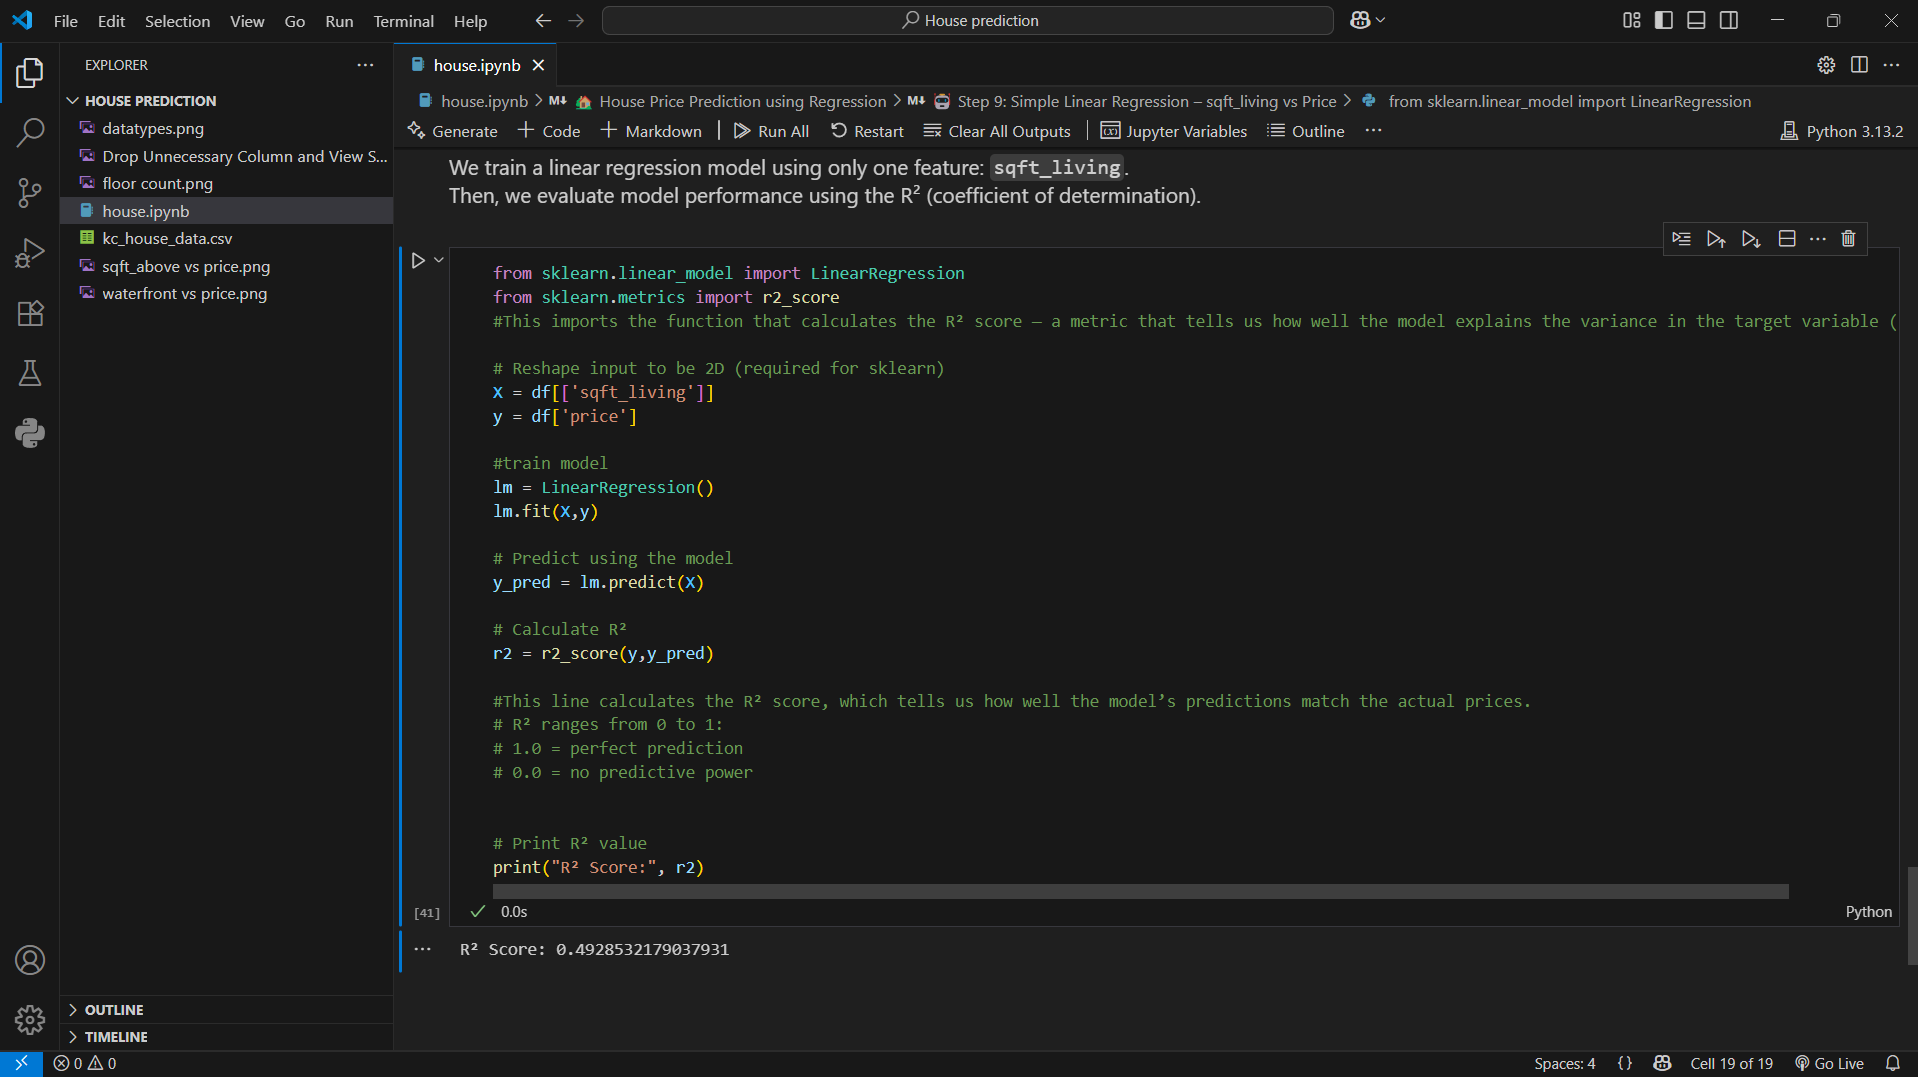 File Edit Selection View Go Run Terminal Help
House prediction
EXPLORER
HOUSE PREDICTION
datatypes.png
Drop Unnecessary Column and View S...
floor count.png
house.ipynb
kc_house_data.csv
sqft_above vs price.png
waterfront vs price.png
OUTLINE
TIMELINE
house.ipynb
house.ipynb > M↓ House Price Prediction using Regression > M↓ Step 9: Simple Linear Regression – sqft_living vs Price > from sklearn.linear_model import LinearRegression
Generate + Code + Markdown | Run All Restart Clear All Outputs | Jupyter Variables Outline ... Python 3.13.2
We train a linear regression model using only one feature: sqft_living.
Then, we evaluate model performance using the R² (coefficient of determination).
from sklearn.linear_model import LinearRegression
from sklearn.metrics import r2_score
#This imports the function that calculates the R² score — a metric that tells us how well the model explains the variance in the target variable (
# Reshape input to be 2D (required for sklearn)
X = df[['sqft_living']]
y = df['price']
#train model
lm = LinearRegression()
lm.fit(X,y)
# Predict using the model
y_pred = lm.predict(X)
# Calculate R²
r2 = r2_score(y,y_pred)
#This line calculates the R² score, which tells us how well the model’s predictions match the actual prices.
# R² ranges from 0 to 1:
# 1.0 = perfect prediction
# 0.0 = no predictive power
# Print R² value
print("R² Score:", r2)
[41] 0.0s Python
R² Score: 0.4928532179037931
0 0 Spaces: 4 {} Cell 19 of 19 Go Live